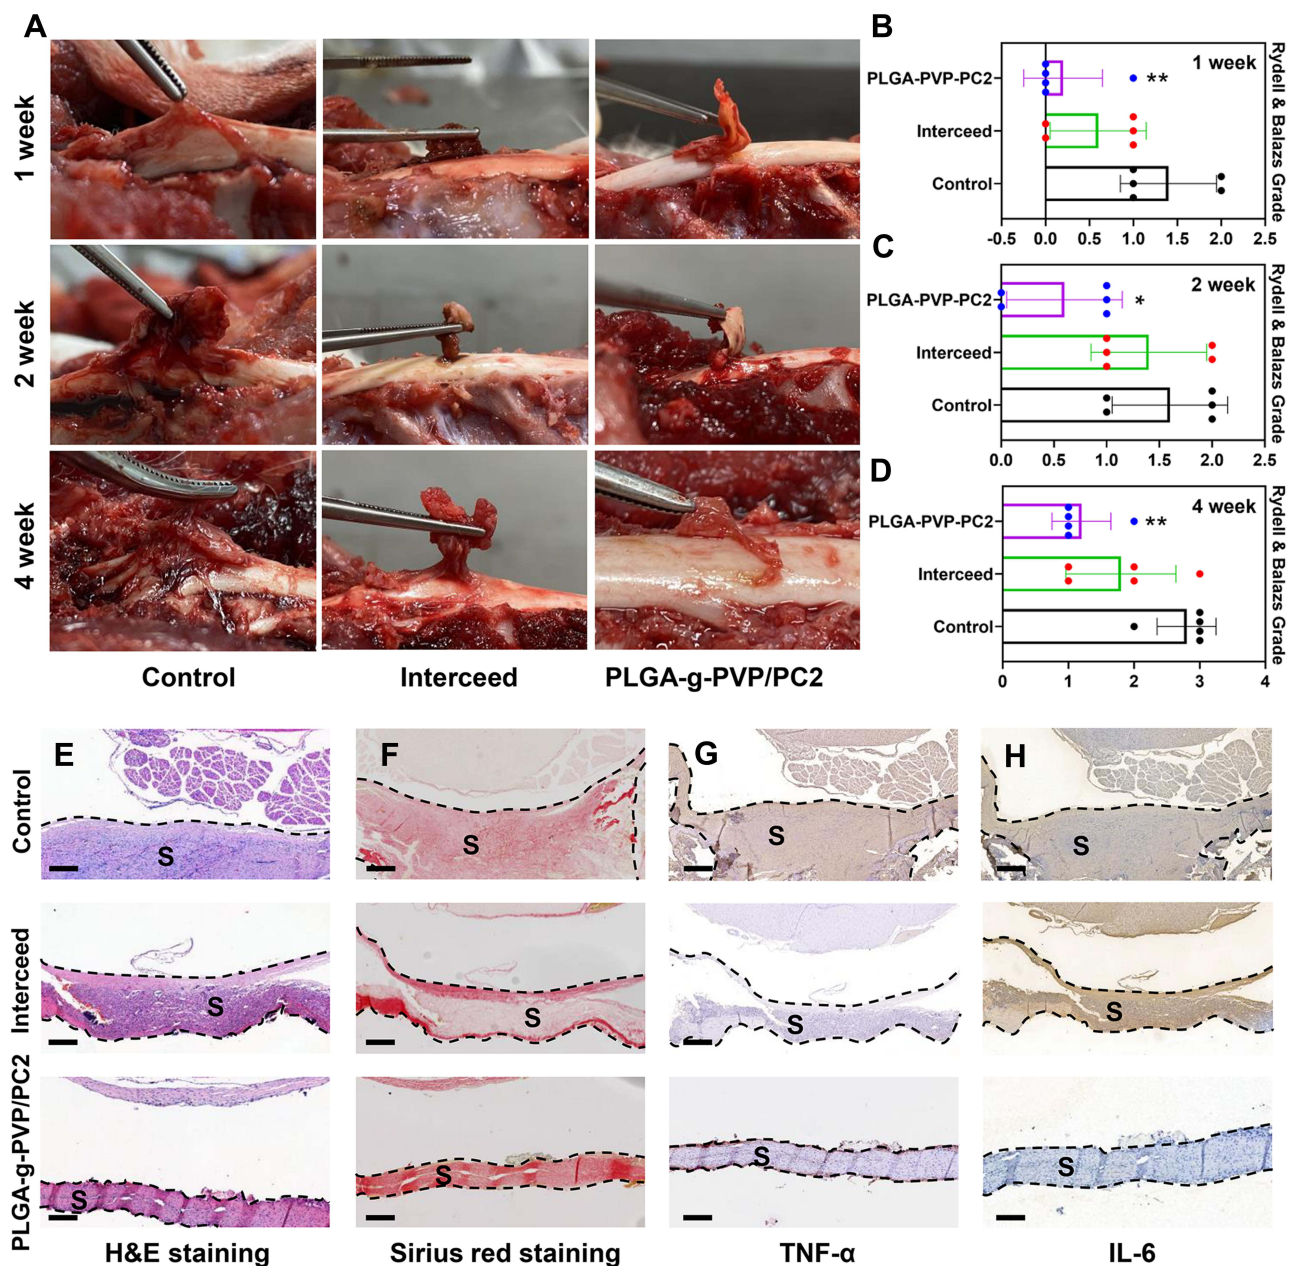 A
1 week
2 week
4 week
Control
Interceed
PLGA-g-PVP/PC2
B
1 week
PLGA-PVP-PC2
**
Interceed
Control
-0.5 0.0 0.5 1.0 1.5 2.0 2.5
Rydell & Balazs Grade
C
2 week
PLGA-PVP-PC2
*
Interceed
Control
0.0 0.5 1.0 1.5 2.0 2.5
Rydell & Balazs Grade
D
4 week
PLGA-PVP-PC2
**
Interceed
Control
0 1 2 3 4
Rydell & Balazs Grade
E F G H
Control
S S S S
Interceed
S S S S
PLGA-g-PVP/PC2
S S S S
H&E staining
Sirius red staining
TNF-α
IL-6